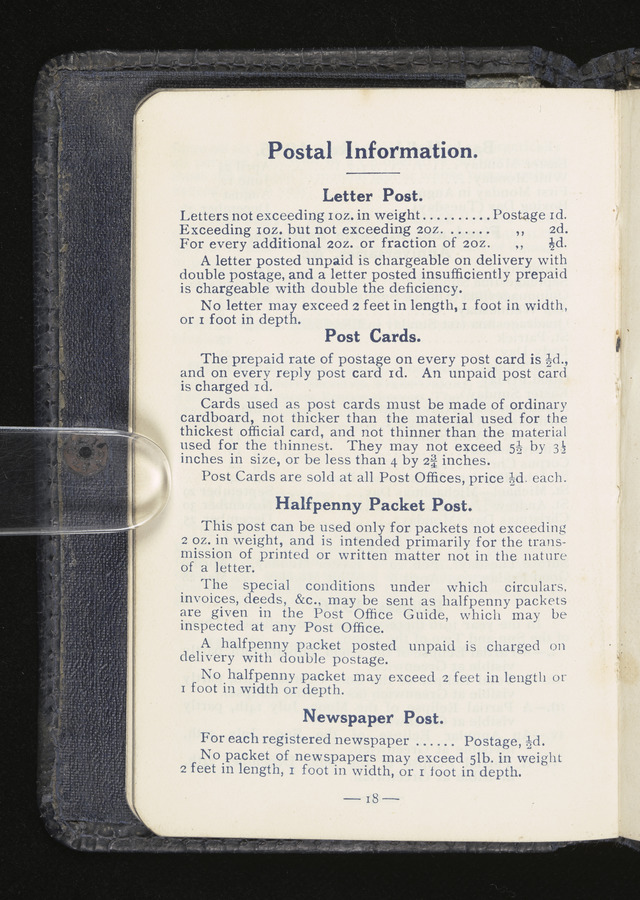 Postal Information.
Letter Post.
Letters not exceeding 1oz. in weight..........Postage 1d.
Exceeding 1oz. but not exceeding 2oz. ....... ,, 2d.
For every additional 2oz. or fraction of 2oz. ,, ½d.
A letter posted unpaid is chargeable on delivery with
double postage, and a letter posted insufficiently prepaid
is chargeable with double the deficiency.
No letter may exceed 2 feet in length, 1 foot in width,
or 1 foot in depth.
Post Cards.
The prepaid rate of postage on every post card is ½d.,
and on every reply post card 1d. An unpaid post card
is charged 1d.
Cards used as post cards must be made of ordinary
cardboard, not thicker than the material used for the
thickest official card, and not thinner than the material
used for the thinnest. They may not exceed 5½ by 3½
inches in size, or be less than 4 by 2¾ inches.
Post Cards are sold at all Post Offices, price ½d. each.
Halfpenny Packet Post.
This post can be used only for packets not exceeding
2 oz. in weight, and is intended primarily for the trans-
mission of printed or written matter not in the nature
of a letter.
The special conditions under which circulars,
invoices, deeds, &c., may be sent as halfpenny packets
are given in the Post Office Guide, which may be
inspected at any Post Office.
A halfpenny packet posted unpaid is charged on
delivery with double postage.
No halfpenny packet may exceed 2 feet in length or
1 foot in width or depth.
Newspaper Post.
For each registered newspaper ...... Postage, ½d.
No packet of newspapers may exceed 5lb. in weight
2 feet in length, 1 foot in width, or 1 foot in depth.
— 18 —